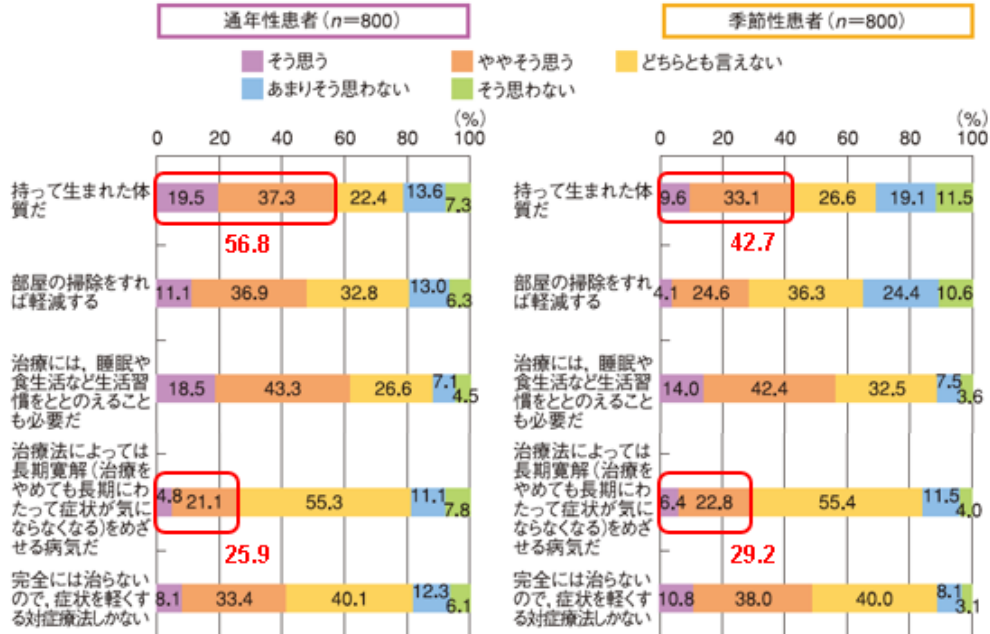 通年性患者(n=800)
季節性患者(n=800)
そう思う
ややそう思う
どちらとも言えない
あまりそう思わない
そう思わない
(%)
0 20 40 60 80 100
持って生まれた体
質だ
19.5 37.3 22.4 13.6 7.3
56.8
部屋の掃除をすれ
ば軽減する
11.1 36.9 32.8 13.0 6.3
治療には,睡眠や
食生活など生活習
慣をととのえること
も必要だ
18.5 43.3 26.6 7.1 4.5
治療法によっては
長期寛解(治療を
やめても長期にわ
たって症状が気に
ならなくなる)をめざ
せる病気だ
4.8 21.1 55.3 11.1 7.8
25.9
完全には治らない
ので,症状を軽くす
る対症療法しかない
8.1 33.4 40.1 12.3 6.1
(%)
0 20 40 60 80 100
持って生まれた体
質だ
9.6 33.1 26.6 19.1 11.5
42.7
部屋の掃除をすれ
ば軽減する
4.1 24.6 36.3 24.4 10.6
治療には,睡眠や
食生活など生活習
慣をととのえること
も必要だ
14.0 42.4 32.5 7.5 3.6
治療法によっては
長期寛解(治療を
やめても長期にわ
たって症状が気に
ならなくなる)をめざ
せる病気だ
6.4 22.8 55.4 11.5 4.0
29.2
完全には治らない
ので,症状を軽くす
る対症療法しかない
10.8 38.0 40.0 8.1 3.1